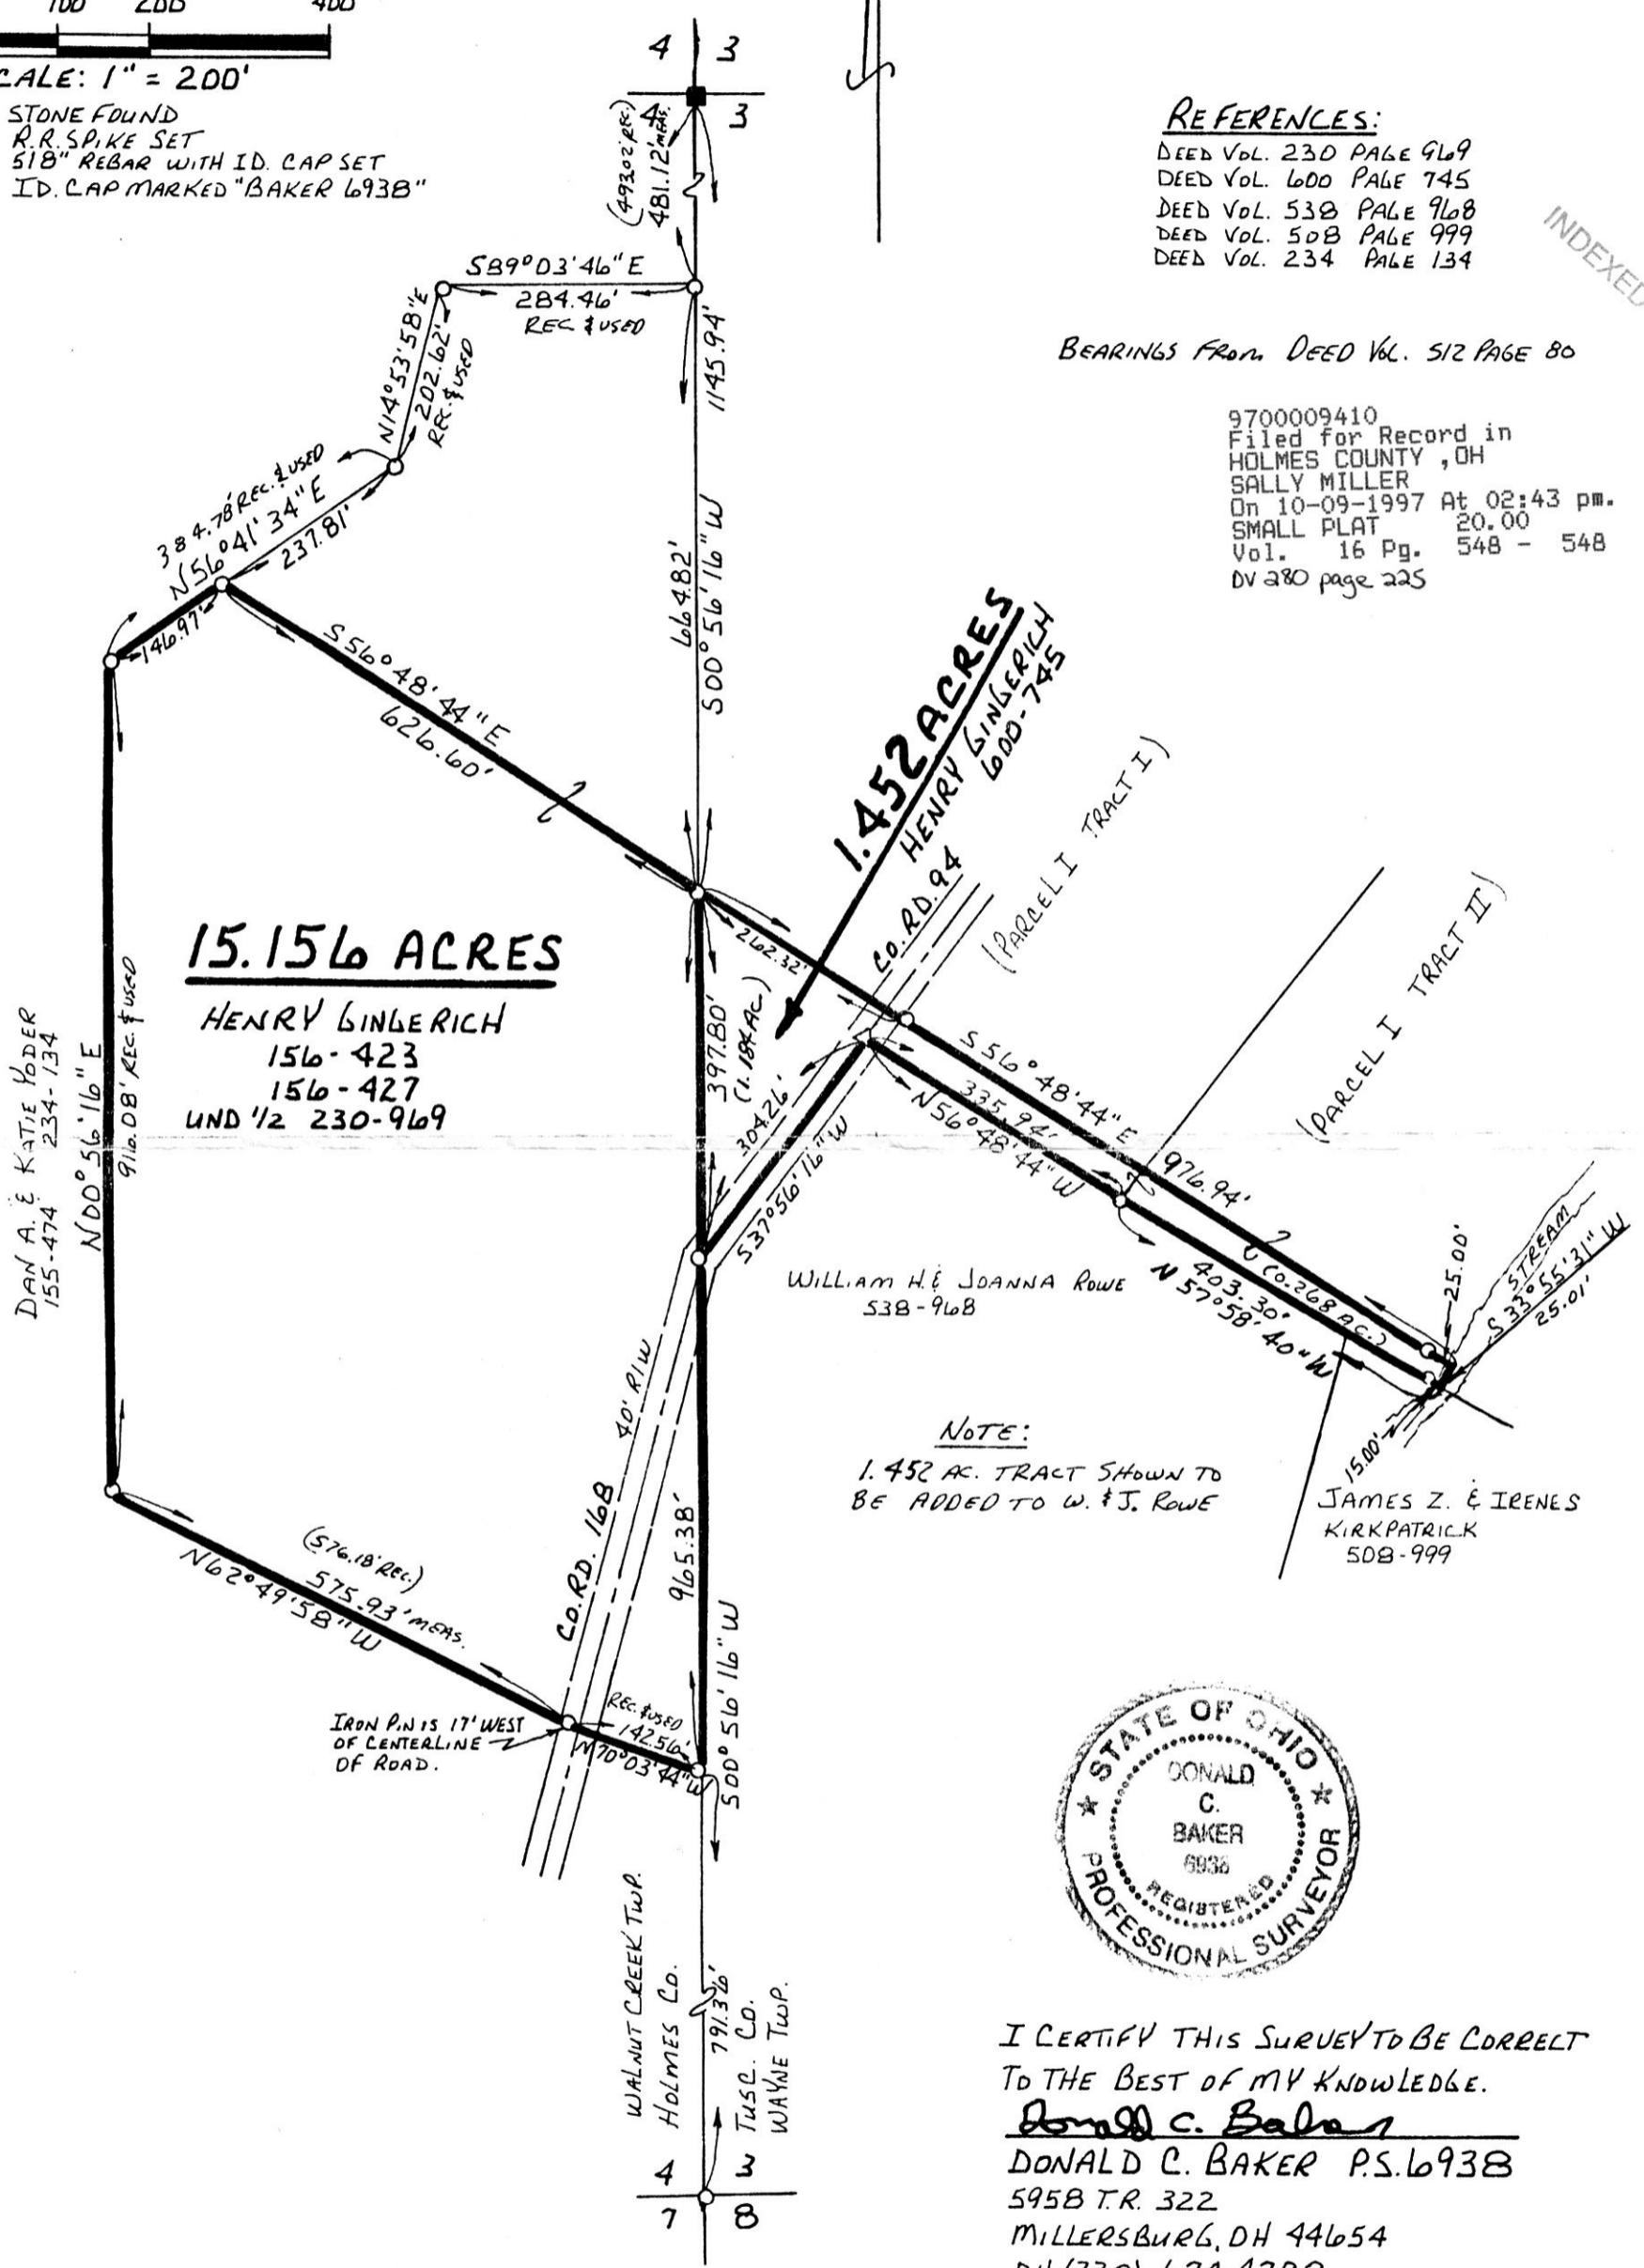 100 200 400
CALE: 1" = 200'
STONE FOUND
R.R. SPIKE SET
5/8" REBAR WITH ID. CAP SET
ID. CAP MARKED "BAKER 6938"
4 3
4 3
(493.02' REC.)
481.12' MEAS.
REFERENCES:
DEED VOL. 230 PAGE 969
DEED VOL. 600 PAGE 745
DEED VOL. 538 PAGE 968
DEED VOL. 508 PAGE 999
DEED VOL. 234 PAGE 134
INDEXED
BEARINGS FROM DEED VOL. 512 PAGE 80
9700009410
Filed for Record in
HOLMES COUNTY ,OH
SALLY MILLER
On 10-09-1997 At 02:43 pm.
SMALL PLAT 20.00
Vol. 16 Pg. 548 - 548
DV 280 page 225
S89°03'46"E
284.46'
REC. & USED
N14°53'58"E
202.62'
REC. & USED
1145.94'
384.78' REC. & USED
N56°41'34"E
237.81'
146.97'
664.82'
S00°56'16"W
S56°48'44"E
626.60'
1.452 ACRES
HENRY GINGERICH
600-745
CO. RD. 94
(PARCEL I TRACT I)
(PARCEL I TRACT II)
15.156 ACRES
HENRY GINGERICH
156-423
156-427
UND 1/2 230-969
262.32'
397.80'
(1.184 AC.)
304.26'
S37°56'16"W
S56°48'44"E
976.94'
335.94'
N56°48'44"W
(0.268 AC.)
403.30'
N57°58'40"W
25.00'
STREAM
S33°55'31"W
25.01'
15.00'
DAN A. & KATIE YODER
155-474 234-134
N00°56'16"E
916.08' REC. & USED
WILLIAM H. & JOANNA ROWE
538-968
NOTE:
1.452 AC. TRACT SHOWN TO
BE ADDED TO W. & J. ROWE
JAMES Z. & IRENE S
KIRKPATRICK
508-999
40' R/W
CO. RD. 168
965.38'
S00°56'16"W
(576.18' REC.)
575.93' MEAS.
N62°49'58"W
IRON PIN IS 17' WEST
OF CENTERLINE
OF ROAD.
REC. & USED
142.56'
N70°03'44"W
STATE OF OHIO
DONALD
C.
BAKER
6938
REGISTERED
PROFESSIONAL SURVEYOR
WALNUT CREEK TWP.
HOLMES CO.
791.36'
TUSC. CO.
WAYNE TWP.
4 3
7 8
I CERTIFY THIS SURVEY TO BE CORRECT
TO THE BEST OF MY KNOWLEDGE.
Donald C. Baker
DONALD C. BAKER P.S. 6938
5958 T.R. 322
MILLERSBURG, OH 44654